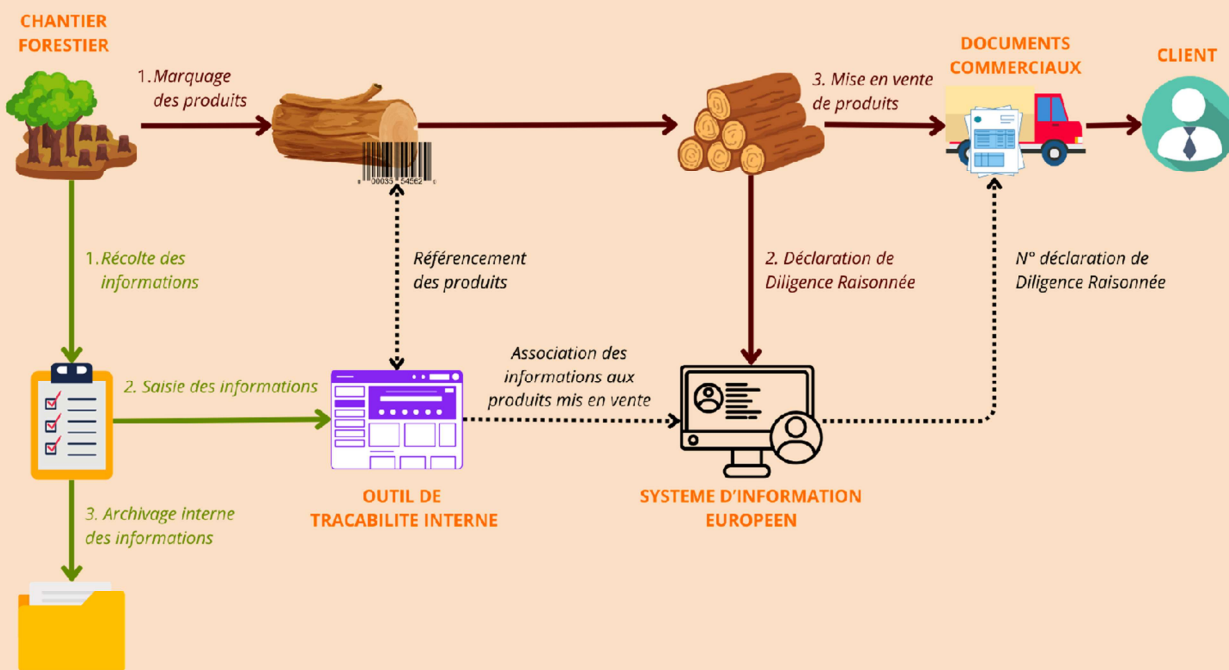 CHANTIER
FORESTIER
1. Marquage
des produits
3. Mise en vente
de produits
DOCUMENTS
COMMERCIAUX
CLIENT
1. Récolte des
informations
Référencement
des produits
2. Déclaration de
Diligence Raisonnée
N° déclaration de
Diligence Raisonnée
2. Saisie des informations
Association des
informations aux
produits mis en vente
OUTIL DE
TRACABILITE INTERNE
SYSTEME D'INFORMATION
EUROPEEN
3. Archivage interne
des informations